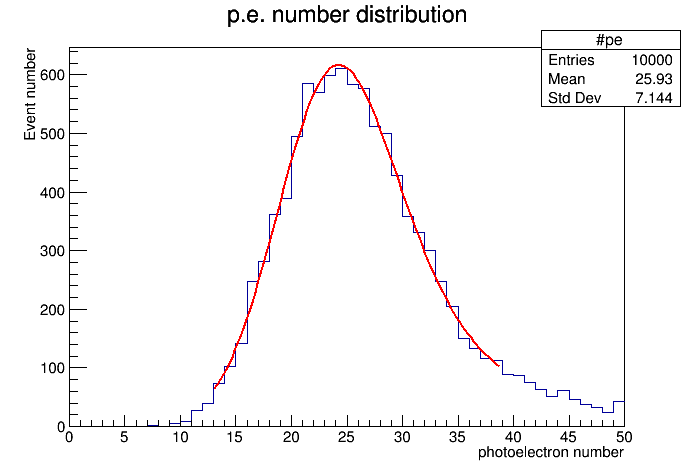 p.e. number distribution
#pe
Entries 10000
Mean 25.93
Std Dev 7.144
Event number
600
500
400
300
200
100
0
0 5 10 15 20 25 30 35 40 45 50
photoelectron number